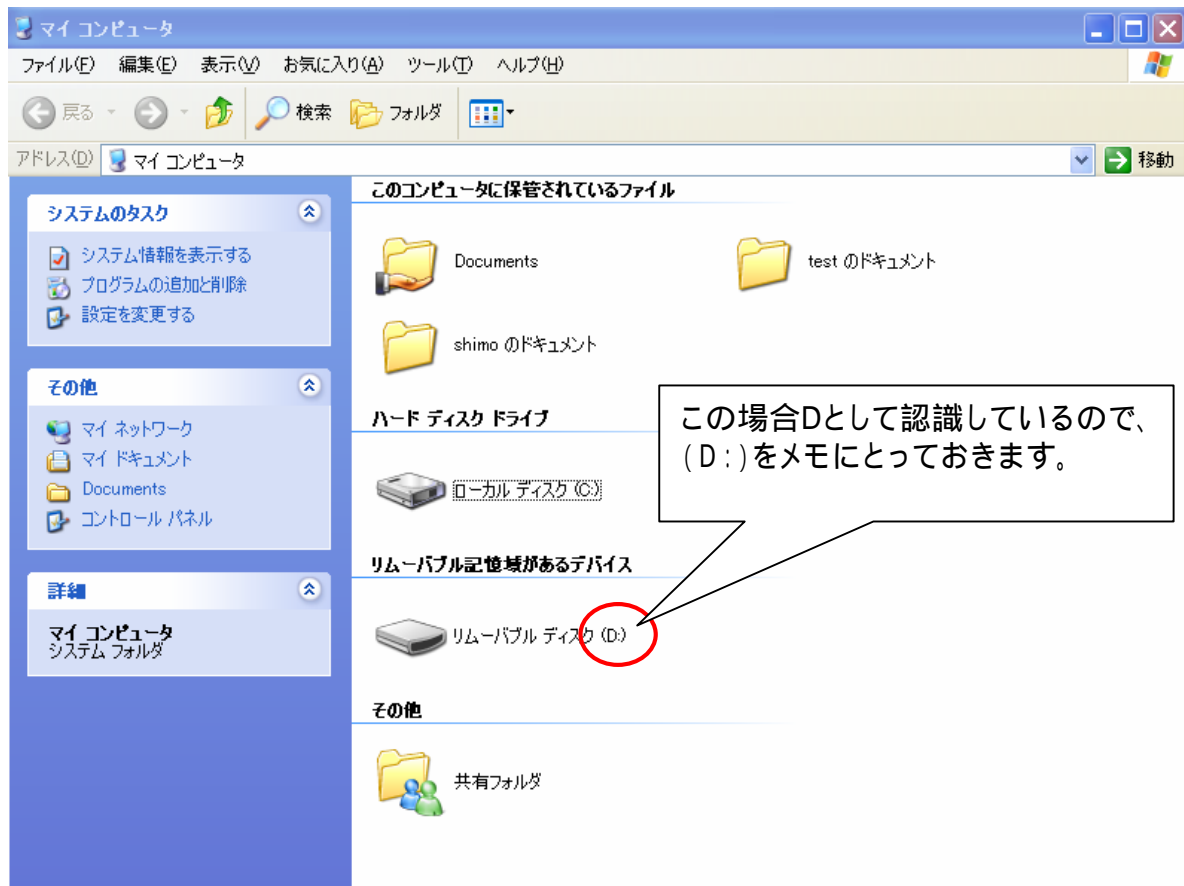 マイ コンピュータ
ファイル(F) 編集(E) 表示(V) お気に入り(A) ツール(T) ヘルプ(H)
戻る 検索 フォルダ
アドレス(D) マイ コンピュータ 移動
システムのタスク
システム情報を表示する
プログラムの追加と削除
設定を変更する
その他
マイ ネットワーク
マイ ドキュメント
Documents
コントロール パネル
詳細
マイ コンピュータ
システム フォルダ
このコンピュータに保管されているファイル
Documents
test のドキュメント
shimo のドキュメント
ハード ディスク ドライブ
ローカル ディスク (C:)
この場合Dとして認識しているので、
(D:)をメモにとっておきます。
リムーバブル記憶域があるデバイス
リムーバブル ディスク (D:)
その他
共有フォルダ